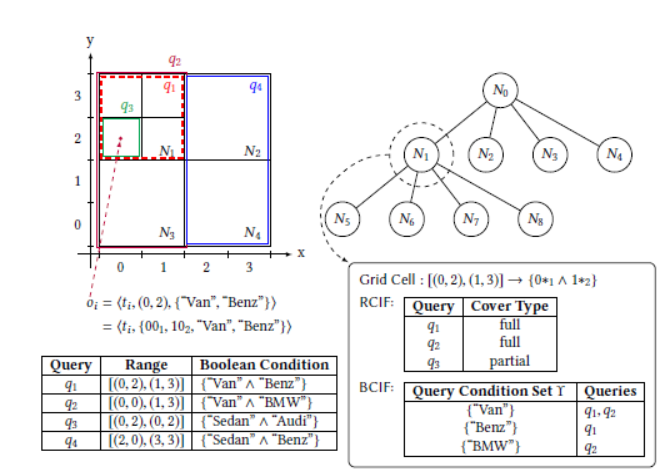 y
q₂
3
q₁
q₄
q₃
2
N₁
N₂
1
0
N₃
N₄
x
0 1 2 3
oᵢ = ⟨tᵢ, (0, 2), {“Van”, “Benz”}⟩
= ⟨tᵢ, {00₁, 10₂, “Van”, “Benz”}⟩
Query Range Boolean Condition
q₁ [(0, 2), (1, 3)] {“Van” ∧ “Benz”}
q₂ [(0, 0), (1, 3)] {“Van” ∧ “BMW”}
q₃ [(0, 2), (0, 2)] {“Sedan” ∧ “Audi”}
q₄ [(2, 0), (3, 3)] {“Sedan” ∧ “Benz”}
N₀
N₁ N₂ N₃ N₄
N₅ N₆ N₇ N₈
Grid Cell : [(0, 2), (1, 3)] → {0*₁ ∧ 1*₂}
RCIF:
Query Cover Type
q₁ full
q₂ full
q₃ partial
BCIF:
Query Condition Set ϒ Queries
{“Van”} q₁, q₂
{“Benz”} q₁
{“BMW”} q₂